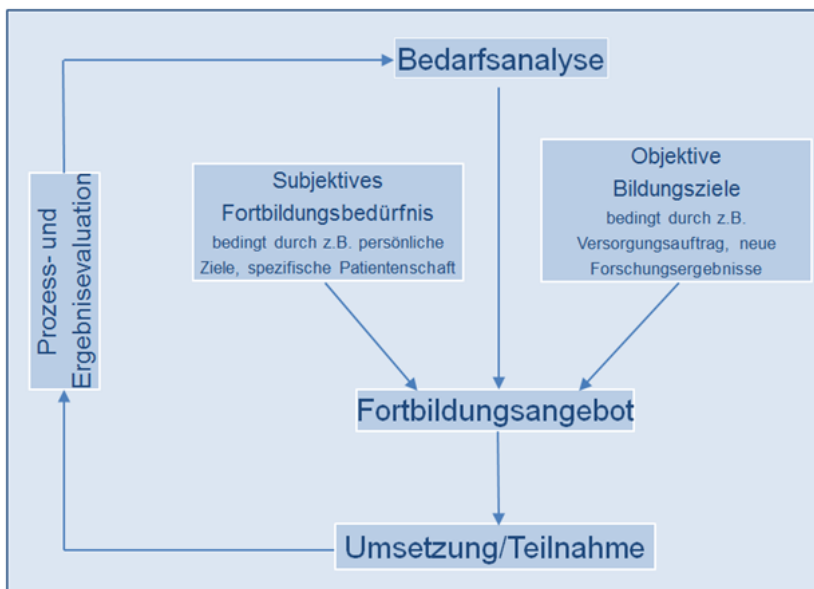 Bedarfsanalyse
Subjektives
Fortbildungsbedürfnis
bedingt durch z.B. persönliche
Ziele, spezifische Patientenschaft
Objektive
Bildungsziele
bedingt durch z.B.
Versorgungsauftrag, neue
Forschungsergebnisse
Prozess- und
Ergebnisevaluation
Fortbildungsangebot
Umsetzung/Teilnahme